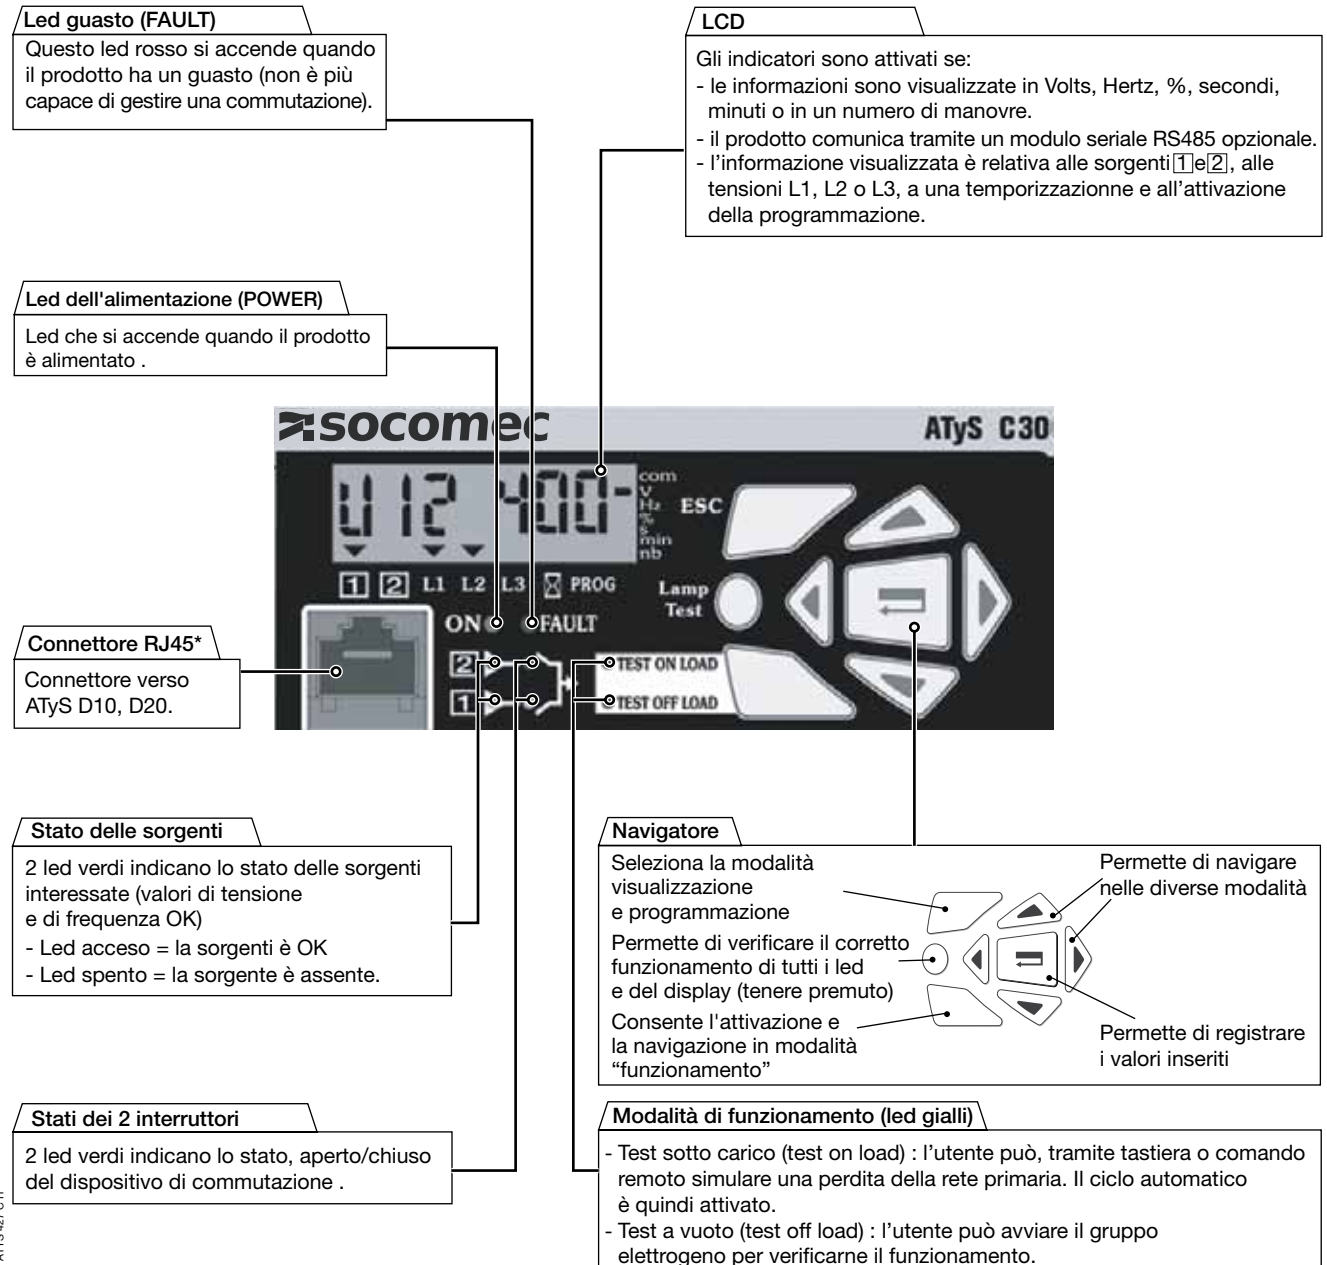 Led guasto (FAULT)
Questo led rosso si accende quando
il prodotto ha un guasto (non è più
capace di gestire una commutazione).
LCD
Gli indicatori sono attivati se:
- le informazioni sono visualizzate in Volts, Hertz, %, secondi,
minuti o in un numero di manovre.
- il prodotto comunica tramite un modulo seriale RS485 opzionale.
- l'informazione visualizzata è relativa alle sorgenti 1 e 2, alle
tensioni L1, L2 o L3, a una temporizzazionne e all'attivazione
della programmazione.
Led dell'alimentazione (POWER)
Led che si accende quando il prodotto
è alimentato .
socomec
ATyS C30
U12 400-
com
V
Hz
%
s
min
nb
ESC
1 2 L1 L2 L3 PROG
Lamp
Test
ON FAULT
2
1
TEST ON LOAD
TEST OFF LOAD
Connettore RJ45*
Connettore verso
ATyS D10, D20.
Stato delle sorgenti
2 led verdi indicano lo stato delle sorgenti
interessate (valori di tensione
e di frequenza OK)
- Led acceso = la sorgenti è OK
- Led spento = la sorgente è assente.
Navigatore
Seleziona la modalità
visualizzazione
e programmazione
Permette di verificare il corretto
funzionamento di tutti i led
e del display (tenere premuto)
Consente l'attivazione e
la navigazione in modalità
“funzionamento”
Permette di navigare
nelle diverse modalità
Permette di registrare
i valori inseriti
Stati dei 2 interruttori
2 led verdi indicano lo stato, aperto/chiuso
del dispositivo di commutazione .
Modalità di funzionamento (led gialli)
- Test sotto carico (test on load) : l'utente può, tramite tastiera o comando
remoto simulare una perdita della rete primaria. Il ciclo automatico
è quindi attivato.
- Test a vuoto (test off load) : l'utente può avviare il gruppo
elettrogeno per verificarne il funzionamento.